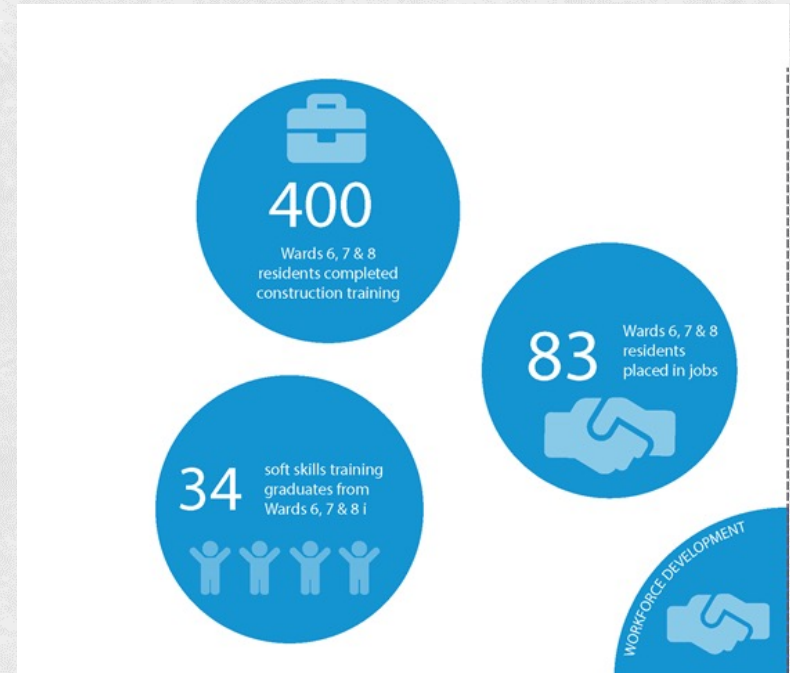 400
Wards 6, 7 & 8
residents completed
construction training
83
Wards 6, 7 & 8
residents
placed in jobs
34
soft skills training
graduates from
Wards 6, 7 & 8 i
WORKFORCE DEVELOPMENT